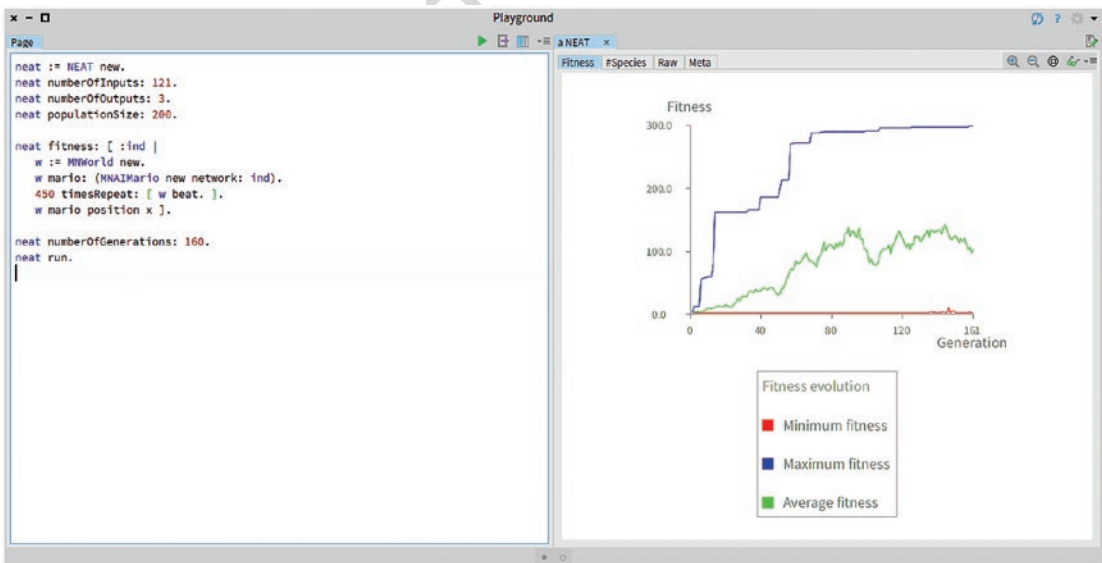 Playground
?
Page
a NEAT ×
neat := NEAT new.
neat numberOfInputs: 121.
neat numberOfOutputs: 3.
neat populationSize: 200.
neat fitness: [ :ind |
w := MNWorld new.
w mario: (MNAIMario new network: ind).
450 timesRepeat: [ w beat. ].
w mario position x ].
neat numberOfGenerations: 160.
neat run.
Fitness #Species Raw Meta
Fitness
300.0
200.0
100.0
0.0
0 40 80 120 161
Generation
Fitness evolution
Minimum fitness
Maximum fitness
Average fitness